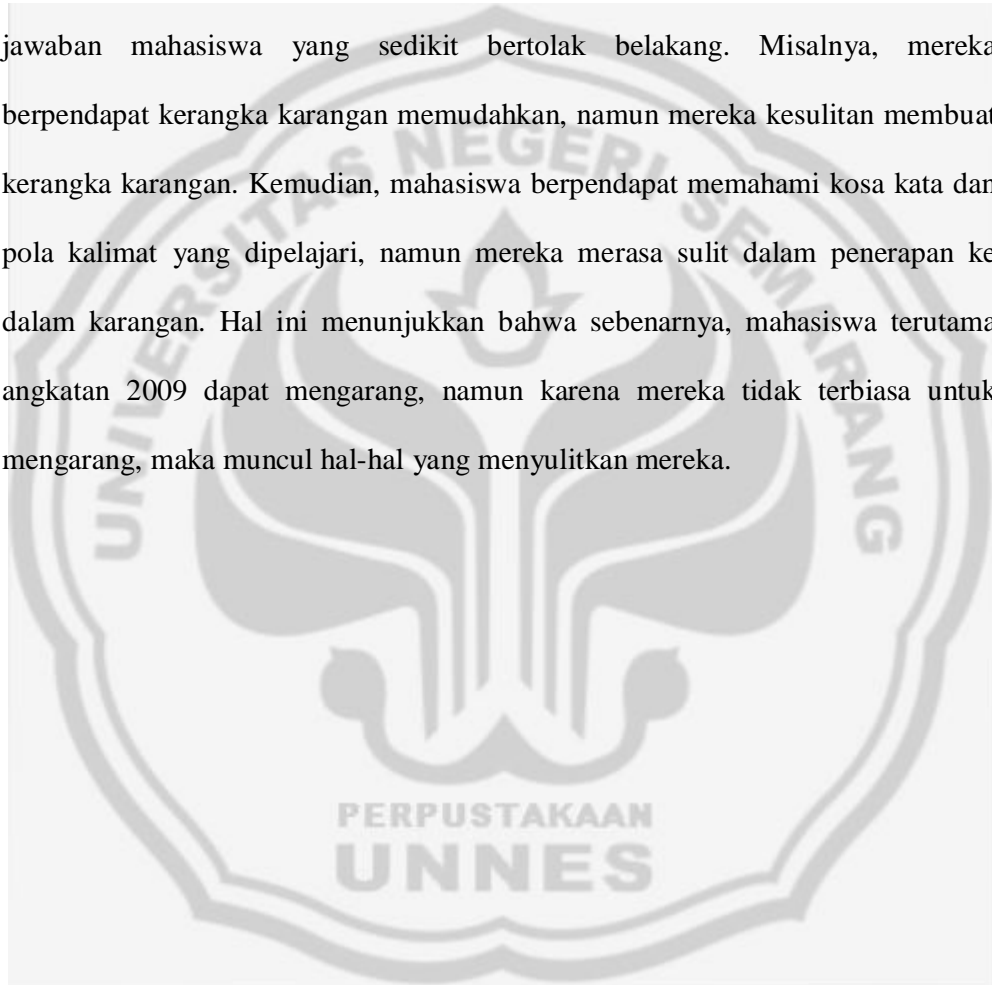 jawaban mahasiswa yang sedikit bertolak belakang. Misalnya, mereka
berpendapat kerangka karangan memudahkan, namun mereka kesulitan membuat
kerangka karangan. Kemudian, mahasiswa berpendapat memahami kosa kata dan
pola kalimat yang dipelajari, namun mereka merasa sulit dalam penerapan ke
dalam karangan. Hal ini menunjukkan bahwa sebenarnya, mahasiswa terutama
angkatan 2009 dapat mengarang, namun karena mereka tidak terbiasa untuk
mengarang, maka muncul hal-hal yang menyulitkan mereka.
UNIVERSITAS NEGERI SEMARANG
PERPUSTAKAAN
UNNES